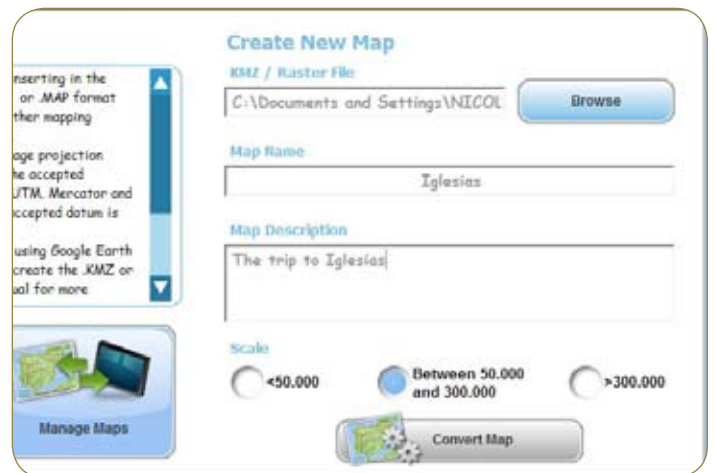 nserting in the
or .MAP format
ther mapping
age projection
he accepted
UTM, Mercator and
accepted datum is
using Google Earth
create the .KMZ or
ual for more
Manage Maps
Create New Map
KMZ / Raster File
C:\Documents and Settings\NICOL
Browse
Map Name
Iglesias
Map Description
The trip to Iglesias
Scale
<50.000
Between 50.000
and 300.000
>300.000
Convert Map